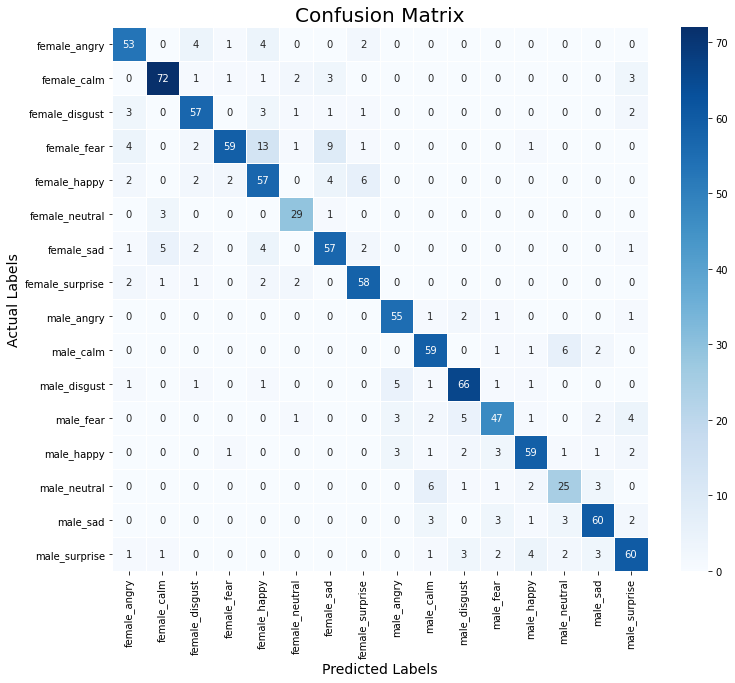 Confusion Matrix
female_angry 53 0 4 1 4 0 0 2 0 0 0 0 0 0 0 0
female_calm 0 72 1 1 1 2 3 0 0 0 0 0 0 0 0 3
female_disgust 3 0 57 0 3 1 1 1 0 0 0 0 0 0 0 2
female_fear 4 0 2 59 13 1 9 1 0 0 0 0 1 0 0 0
female_happy 2 0 2 2 57 0 4 6 0 0 0 0 0 0 0 0
female_neutral 0 3 0 0 0 29 1 0 0 0 0 0 0 0 0 0
female_sad 1 5 2 0 4 0 57 2 0 0 0 0 0 0 0 1
female_surprise 2 1 1 0 2 2 0 58 0 0 0 0 0 0 0 0
male_angry 0 0 0 0 0 0 0 0 55 1 2 1 0 0 0 1
male_calm 0 0 0 0 0 0 0 0 0 59 0 1 1 6 2 0
male_disgust 1 0 1 0 1 0 0 0 5 1 66 1 1 0 0 0
male_fear 0 0 0 0 0 1 0 0 3 2 5 47 1 0 2 4
male_happy 0 0 0 1 0 0 0 0 3 1 2 3 59 1 1 2
male_neutral 0 0 0 0 0 0 0 0 0 6 1 1 2 25 3 0
male_sad 0 0 0 0 0 0 0 0 0 3 0 3 1 3 60 2
male_surprise 1 1 0 0 0 0 0 0 0 1 3 2 4 2 3 60
female_angry
female_calm
female_disgust
female_fear
female_happy
female_neutral
female_sad
female_surprise
male_angry
male_calm
male_disgust
male_fear
male_happy
male_neutral
male_sad
male_surprise
Predicted Labels
Actual Labels
70
60
50
40
30
20
10
0